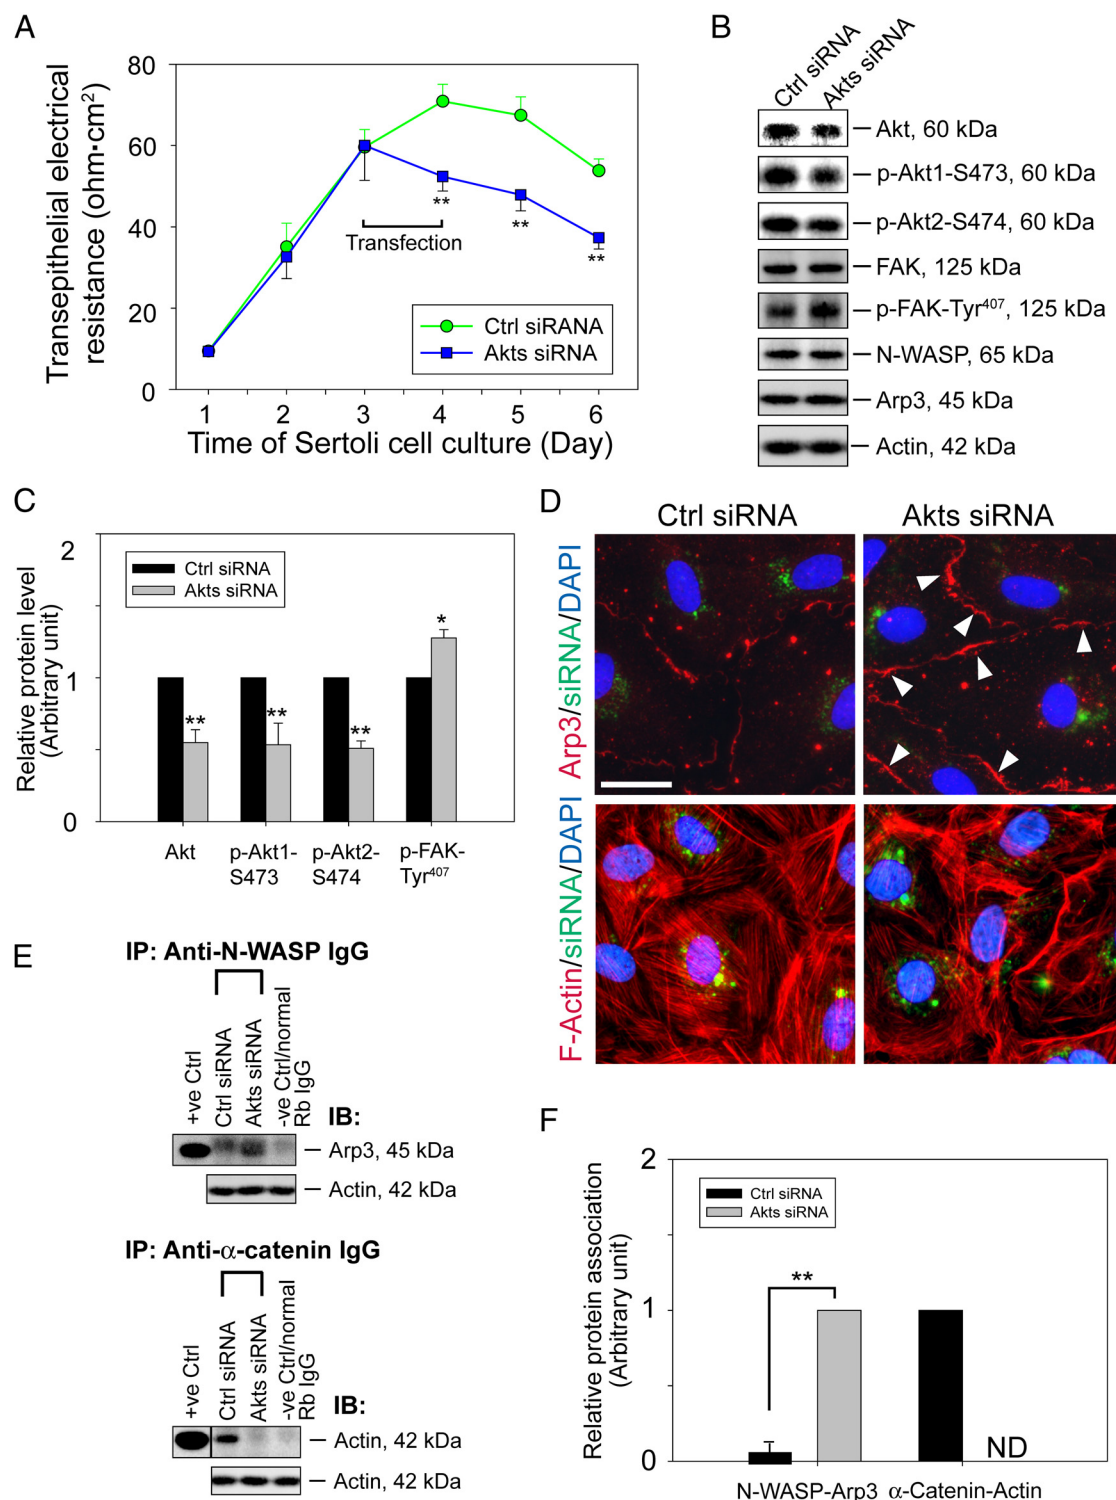 A
Transepithelial electrical
resistance (ohm·cm²)
80
60
40
20
0
**
**
**
Transfection
Ctrl siRANA
Akts siRNA
1 2 3 4 5 6
Time of Sertoli cell culture (Day)
B
Ctrl siRNA
Akts siRNA
Akt, 60 kDa
p-Akt1-S473, 60 kDa
p-Akt2-S474, 60 kDa
FAK, 125 kDa
p-FAK-Tyr⁴⁰⁷, 125 kDa
N-WASP, 65 kDa
Arp3, 45 kDa
Actin, 42 kDa
C
Relative protein level
(Arbitrary unit)
2
1
0
Ctrl siRNA
Akts siRNA
**
**
**
*
Akt
p-Akt1-
S473
p-Akt2-
S474
p-FAK-
Tyr⁴⁰⁷
D
Ctrl siRNA
Akts siRNA
Arp3/siRNA/DAPI
F-Actin/siRNA/DAPI
E
IP: Anti-N-WASP IgG
+ve Ctrl
Ctrl siRNA
Akts siRNA
-ve Ctrl/normal
Rb IgG
IB:
Arp3, 45 kDa
Actin, 42 kDa
IP: Anti-α-catenin IgG
+ve Ctrl
Ctrl siRNA
Akts siRNA
-ve Ctrl/normal
Rb IgG
IB:
Actin, 42 kDa
Actin, 42 kDa
F
Relative protein association
(Arbitrary unit)
2
1
0
Ctrl siRNA
Akts siRNA
**
ND
N-WASP-Arp3 α-Catenin-Actin